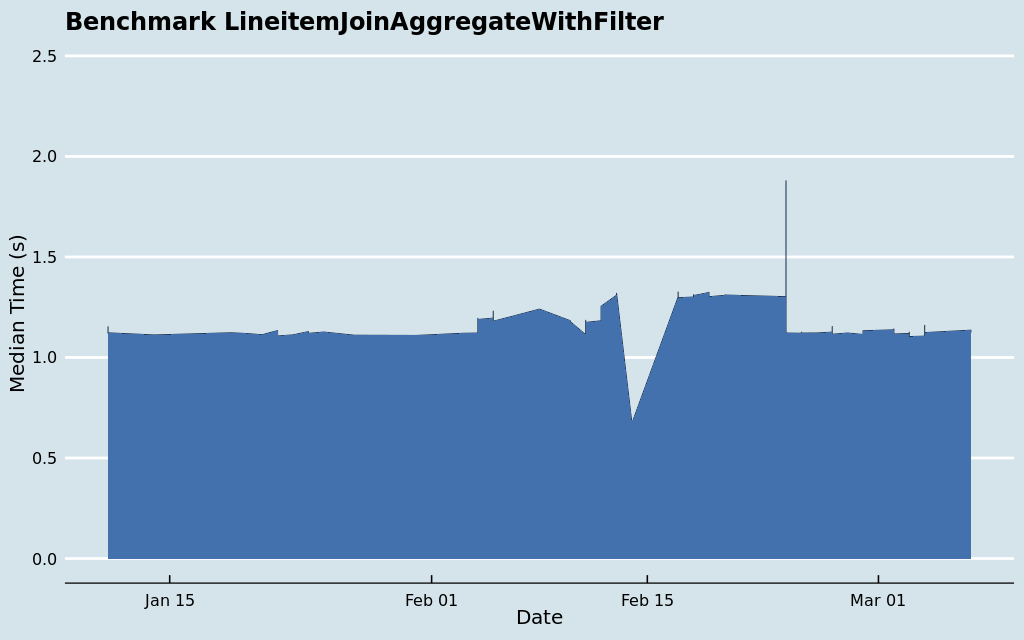 Benchmark LineitemJoinAggregateWithFilter
2.5
2.0
1.5
1.0
0.5
0.0
Median Time (s)
Jan 15
Feb 01
Feb 15
Mar 01
Date